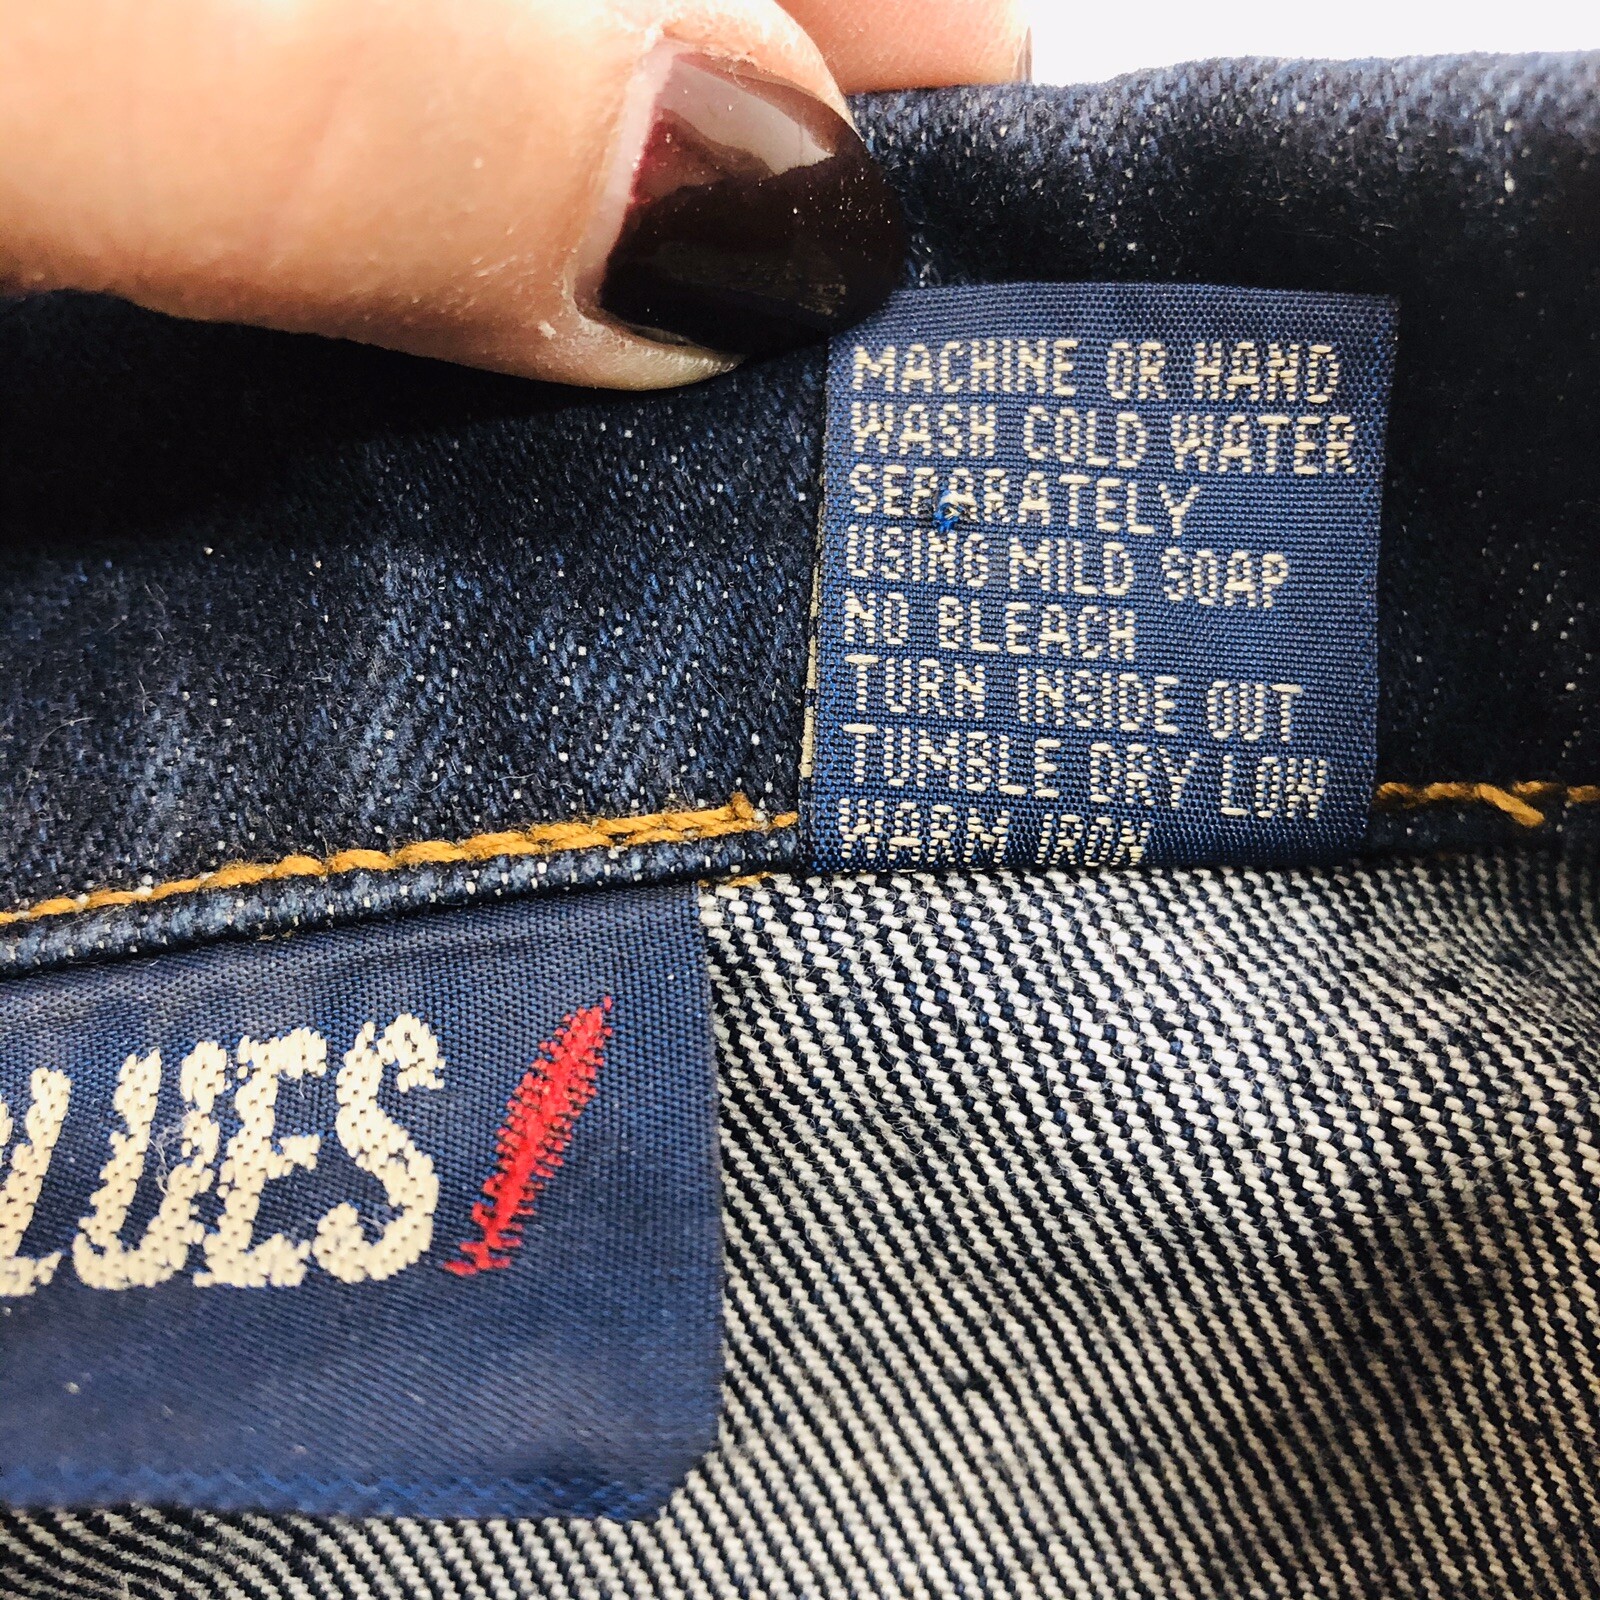 MACHINE OR HAND
WASH COLD WATER
SEPARATELY
USING MILD SOAP
NO BLEACH
TURN INSIDE OUT
TUMBLE DRY LOW
WARM IRON